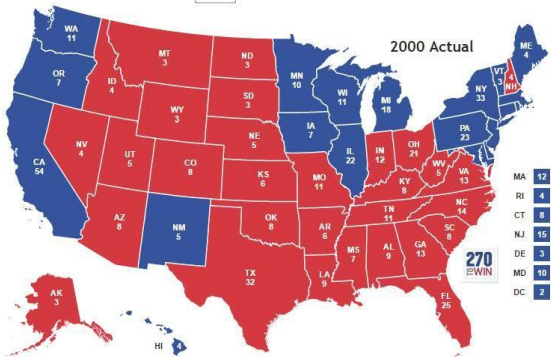 2000 Actual
WA
11
OR
7
CA
54
NV
4
ID
4
MT
3
WY
3
UT
5
AZ
8
CO
8
NM
5
ND
3
SD
3
NE
5
KS
6
OK
8
TX
32
MN
10
IA
7
MO
11
AR
6
LA
9
WI
11
IL
22
MI
18
IN
12
OH
21
KY
8
TN
11
MS
7
AL
9
GA
13
FL
25
SC
8
NC
14
VA
13
WV
5
PA
23
NY
33
VT
3
4
NH
ME
4
AK
3
HI
4
MA 12
RI 4
CT 8
NJ 15
DE 3
MD 10
DC 2
270
TO
WIN